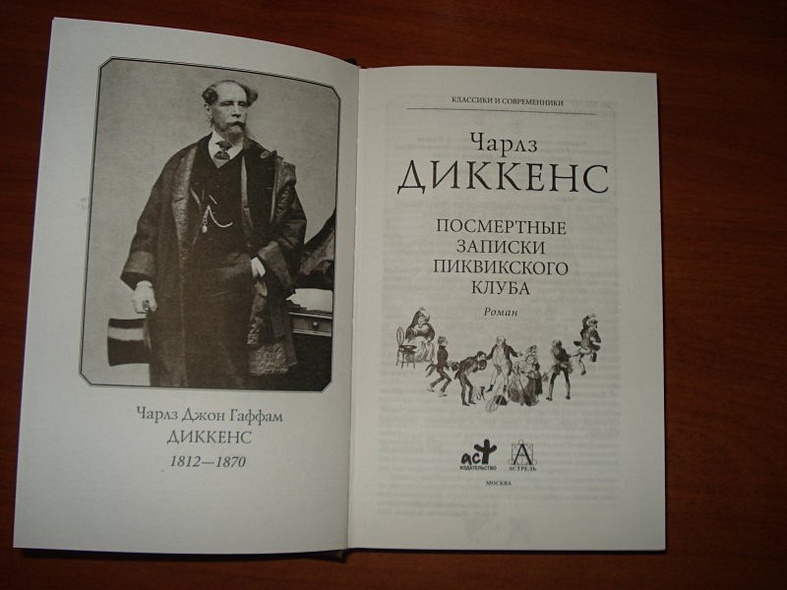 Чарлз Джон Гаффам
ДИККЕНС
1812—1870
КЛАССИКИ И СОВРЕМЕННИКИ
Чарлз
ДИККЕНС
ПОСМЕРТНЫЕ
ЗАПИСКИ
ПИКВИКСКОГО
КЛУБА
Роман
аст
ИЗДАТЕЛЬСТВО
А
АСТРЕЛЬ
МОСКВА